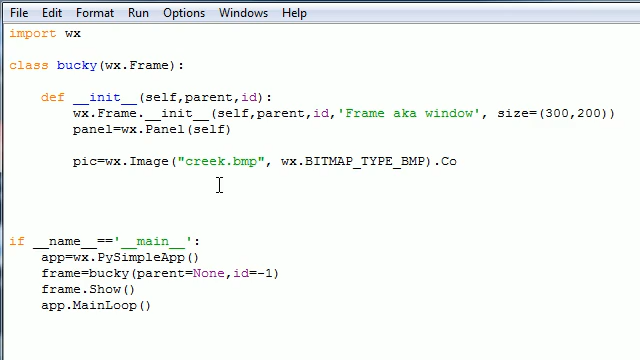 File Edit Format Run Options Windows Help
import wx
class bucky(wx.Frame):
def __init__(self,parent,id):
wx.Frame.__init__(self,parent,id,'Frame aka window', size=(300,200))
panel=wx.Panel(self)
pic=wx.Image("creek.bmp", wx.BITMAP_TYPE_BMP).Co
if __name__=='__main__':
app=wx.PySimpleApp()
frame=bucky(parent=None,id=-1)
frame.Show()
app.MainLoop()